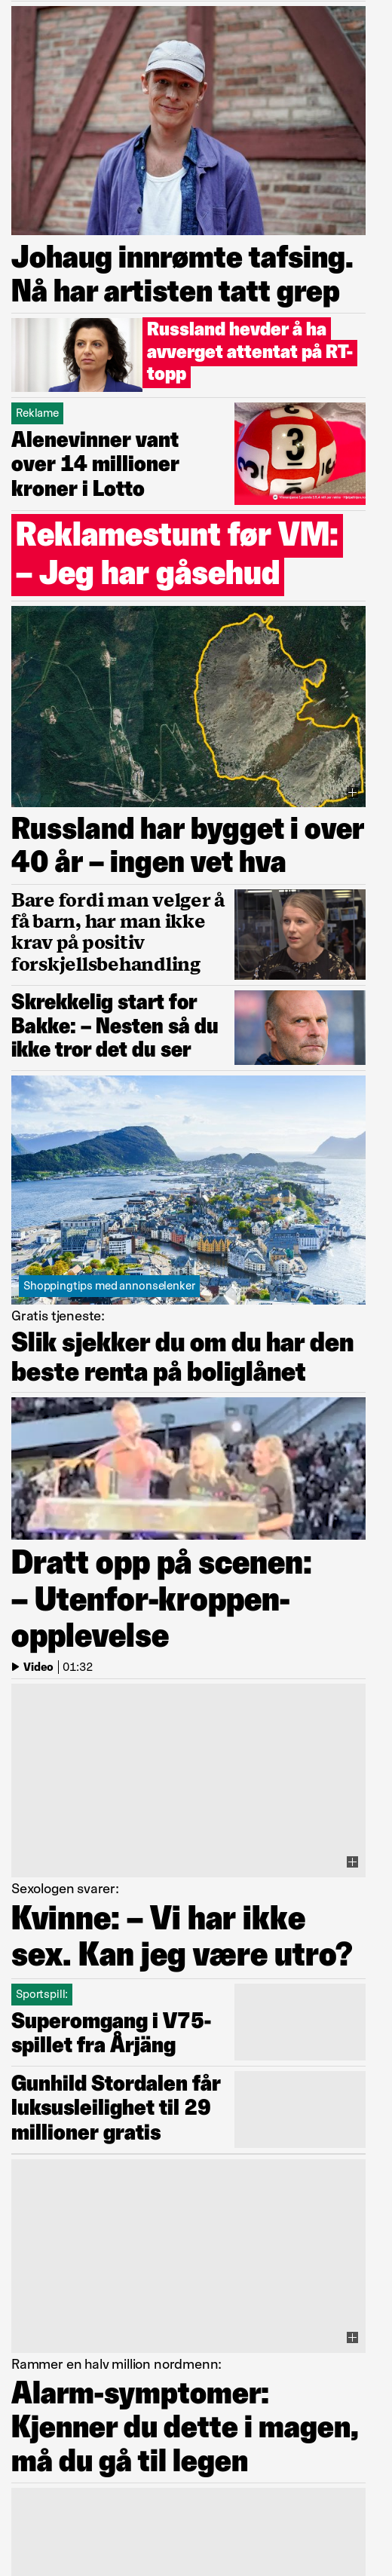 Johaug innrømte tafsing.
Nå har artisten tatt grep
Russland hevder å ha
avverget attentat på RT-
topp
Reklame
Alenevinner vant
over 14 millioner
kroner i Lotto
3
3
2
Reklamestunt før VM:
– Jeg har gåsehud
Russland har bygget i over
40 år – ingen vet hva
Bare fordi man velger å
få barn, har man ikke
krav på positiv
forskjellsbehandling
Skrekkelig start for
Bakke: – Nesten så du
ikke tror det du ser
Shoppingtips med annonselenker
Gratis tjeneste:
Slik sjekker du om du har den
beste renta på boliglånet
Dratt opp på scenen:
– Utenfor-kroppen-
opplevelse
Video | 01:32
Sexologen svarer:
Kvinne: – Vi har ikke
sex. Kan jeg være utro?
Sportspill:
Superomgang i V75-
spillet fra Årjäng
Gunhild Stordalen får
luksusleilighet til 29
millioner gratis
Rammer en halv million nordmenn:
Alarm-symptomer:
Kjenner du dette i magen,
må du gå til legen